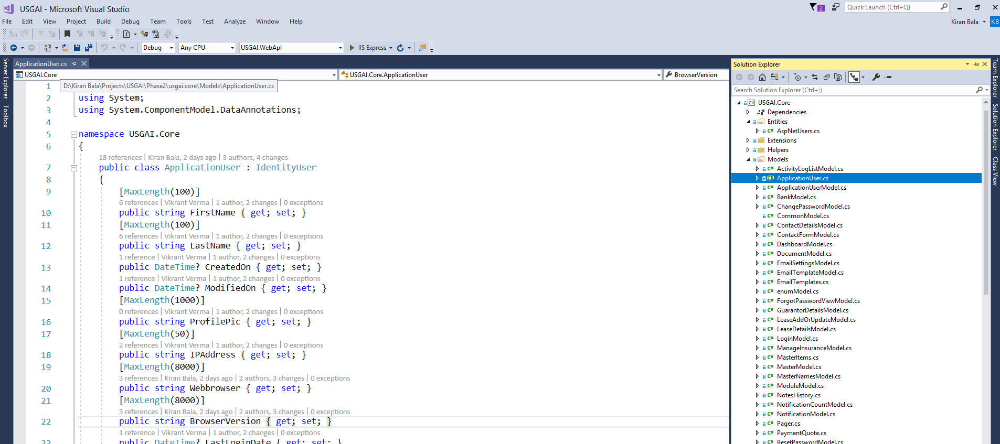 USGAI - Microsoft Visual Studio
2
Quick Launch (Ctrl+Q)
File Edit View Project Build Debug Team Tools Test Analyze Window Help
Kiran Bala KB
Debug Any CPU USGAI.WebApi IIS Express
Server Explorer
Toolbox
ApplicationUser.cs
USGAI.Core USGAI.Core.ApplicationUser BrowserVersion
D:\Kiran Bala\Projects\USGAI\Phase2\usgai.core\Models\ApplicationUser.cs
1
2 using System;
3 using System.ComponentModel.DataAnnotations;
4
5 namespace USGAI.Core
6 {
18 references | Kiran Bala, 2 days ago | 3 authors, 4 changes
7 public class ApplicationUser : IdentityUser
8 {
9 [MaxLength(100)]
6 references | Vikrant Verma | 1 author, 2 changes | 0 exceptions
10 public string FirstName { get; set; }
11 [MaxLength(100)]
6 references | Vikrant Verma | 1 author, 2 changes | 0 exceptions
12 public string LastName { get; set; }
1 reference | Vikrant Verma | 1 author, 2 changes | 0 exceptions
13 public DateTime? CreatedOn { get; set; }
1 reference | Vikrant Verma | 1 author, 2 changes | 0 exceptions
14 public DateTime? ModifiedOn { get; set; }
15 [MaxLength(1000)]
0 references | Vikrant Verma | 1 author, 2 changes | 0 exceptions
16 public string ProfilePic { get; set; }
17 [MaxLength(50)]
2 references | Vikrant Verma | 1 author, 2 changes | 0 exceptions
18 public string IPAddress { get; set; }
19 [MaxLength(8000)]
3 references | Kiran Bala, 2 days ago | 2 authors, 3 changes | 0 exceptions
20 public string Webbrowser { get; set; }
21 [MaxLength(8000)]
3 references | Kiran Bala, 2 days ago | 2 authors, 3 changes | 0 exceptions
22 public string BrowserVersion { get; set; }
1 reference | Vikrant Verma | 1 author, 2 changes | 0 exceptions
23 public DateTime? LastLoginDate { get; set; }
Solution Explorer
Search Solution Explorer (Ctrl+;)
C# USGAI.Core
Dependencies
Entities
C# AspNetUsers.cs
Extensions
Helpers
Models
C# ActivityLogListModel.cs
C# ApplicationUser.cs
C# ApplicationUserModel.cs
C# BankModel.cs
C# ChangePasswordModel.cs
C# CommonModel.cs
C# ContactDetailsModel.cs
C# ContactFormModel.cs
C# DashboardModel.cs
C# DocumentModel.cs
C# EmailSettingsModel.cs
C# EmailTemplateModel.cs
C# EmailTemplates.cs
C# enumModel.cs
C# ForgotPasswordViewModel.cs
C# GuarantorDetailsModel.cs
C# LeaseAddOrUpdateModel.cs
C# LeaseDetailsModel.cs
C# LoginModel.cs
C# ManageInsuranceModel.cs
C# MasterItems.cs
C# MasterModel.cs
C# MasterNamesModel.cs
C# ModuleModel.cs
C# NotesHistory.cs
C# NotificationCountModel.cs
C# NotificationModel.cs
C# Pager.cs
C# PaymentQuote.cs
C# ResetPasswordModel.cs
Team Explorer
Solution Explorer
Class View